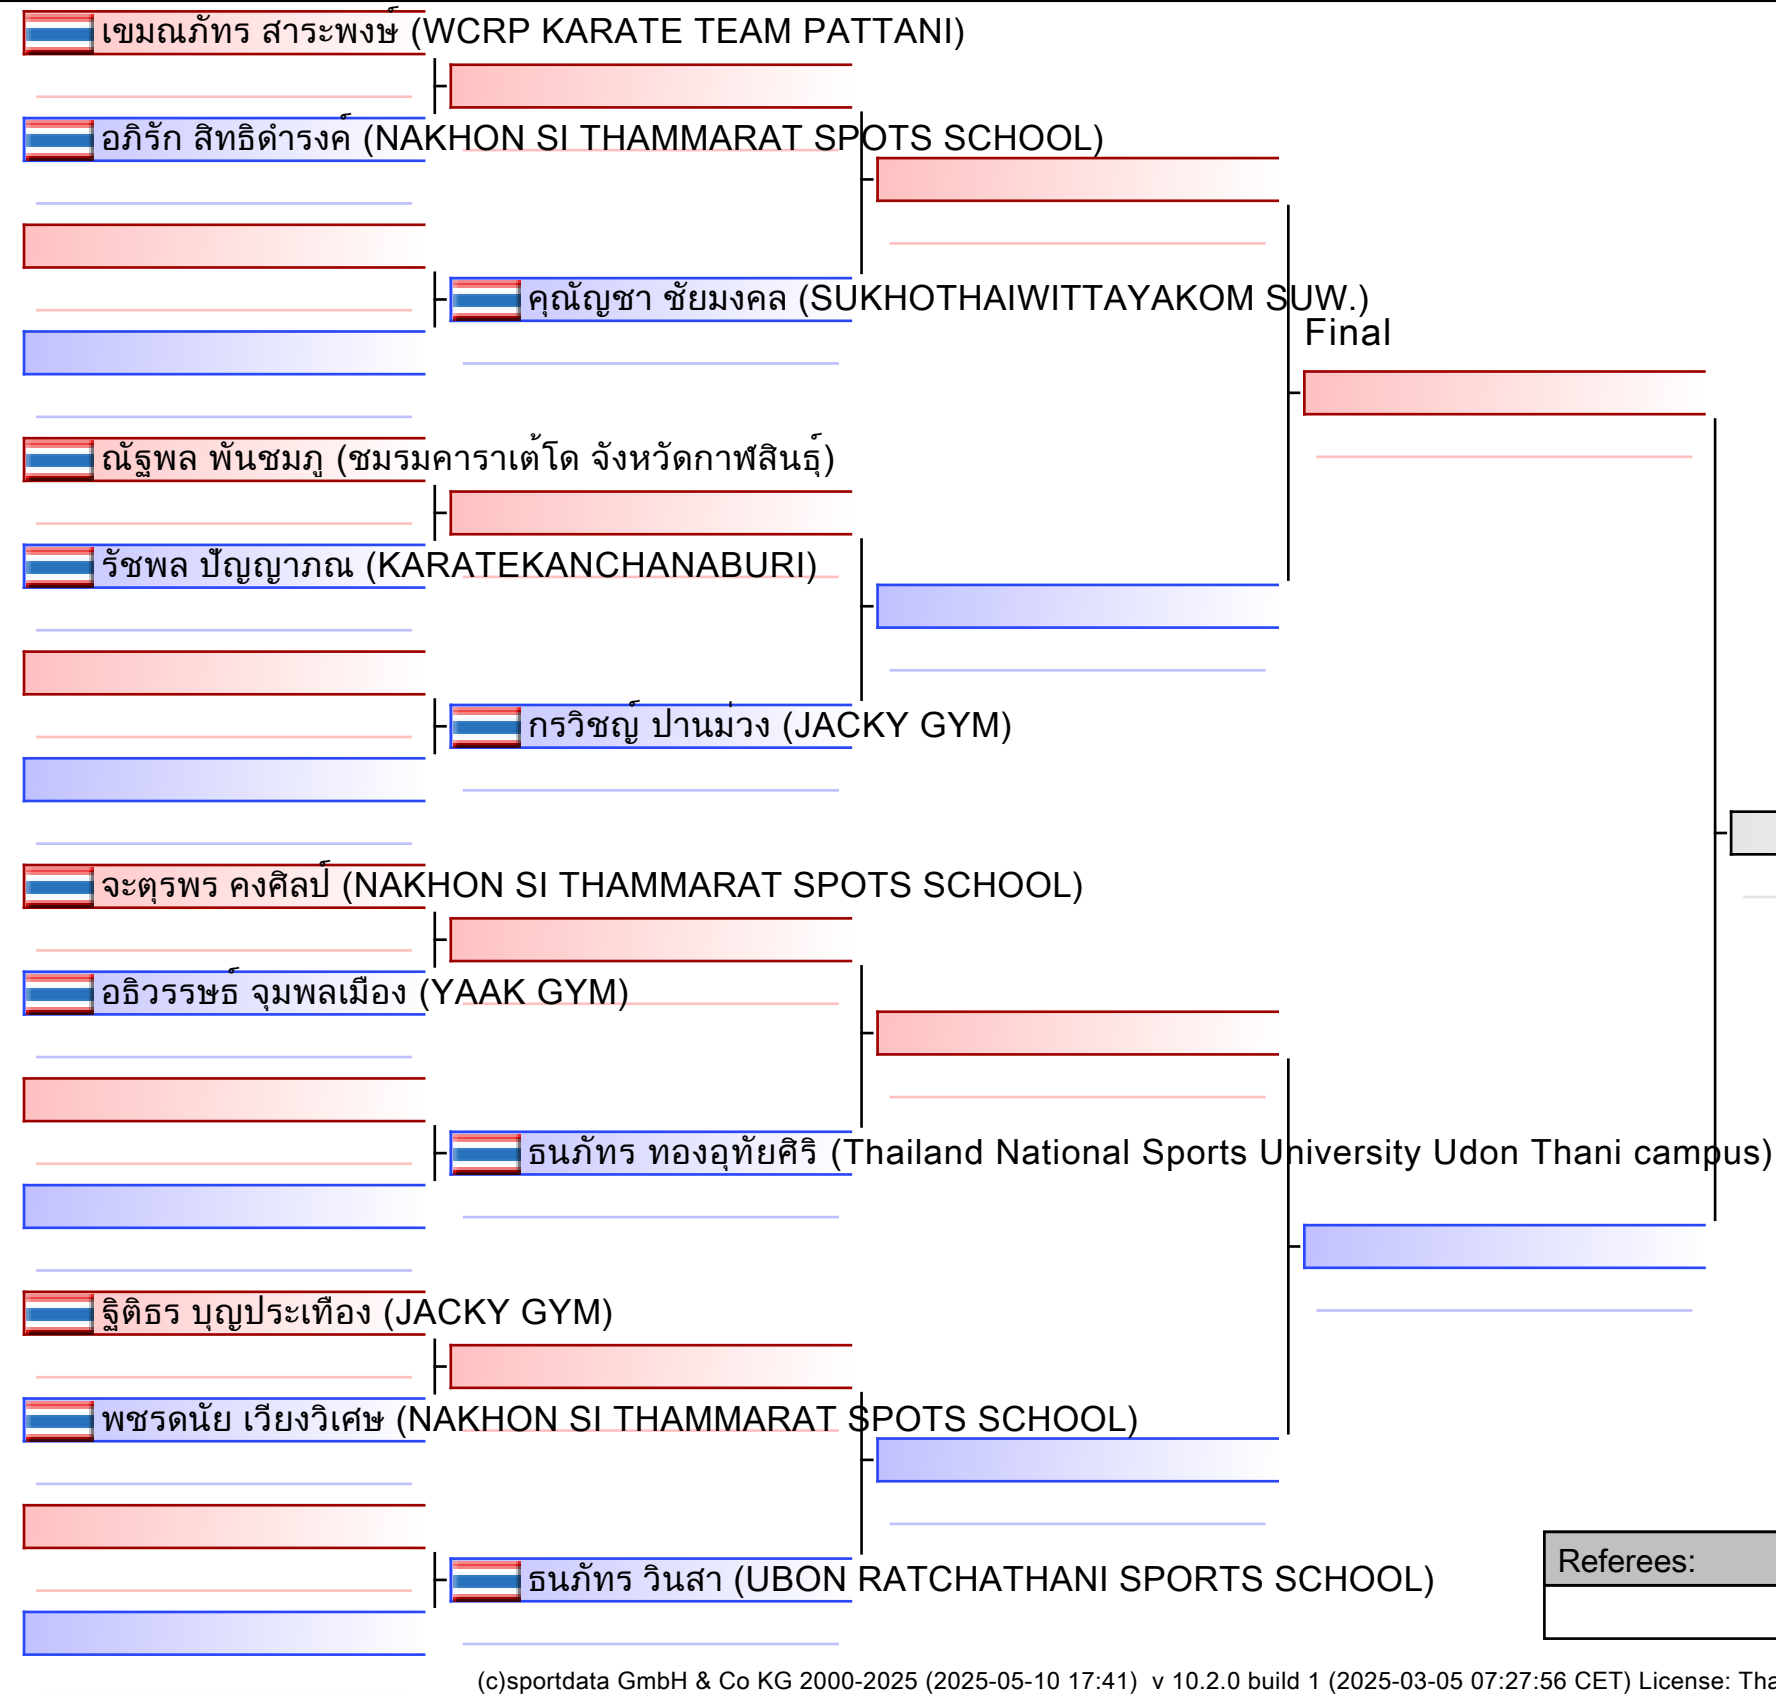 เขมณภัทร สาระพงษ์ (WCRP KARATE TEAM PATTANI)
อภิรัก สิทธิดำรงค์ (NAKHON SI THAMMARAT SPOTS SCHOOL)
คุณัญชา ชัยมงคล (SUKHOTHAIWITTAYAKOM SUW.)
Final
ณัฐพล พันชมภู (ชมรมคาราเต้โด จังหวัดกาฬสินธุ์)
รัชพล ปัญญาภณ (KARATEKANCHANABURI)
กรวิชญ์ ปานม่วง (JACKY GYM)
จะตุรพร คงศิลป์ (NAKHON SI THAMMARAT SPOTS SCHOOL)
อธิวรรษธ์ จุมพลเมือง (YAAK GYM)
ธนภัทร ทองอุทัยศิริ (Thailand National Sports University Udon Thani campus)
ฐิติธร บุญประเทือง (JACKY GYM)
พชรดนัย เวียงวิเศษ (NAKHON SI THAMMARAT SPOTS SCHOOL)
ธนภัทร วินสา (UBON RATCHATHANI SPORTS SCHOOL)
Referees:
(c)sportdata GmbH & Co KG 2000-2025 (2025-05-10 17:41) v 10.2.0 build 1 (2025-03-05 07:27:56 CET) License: Tha